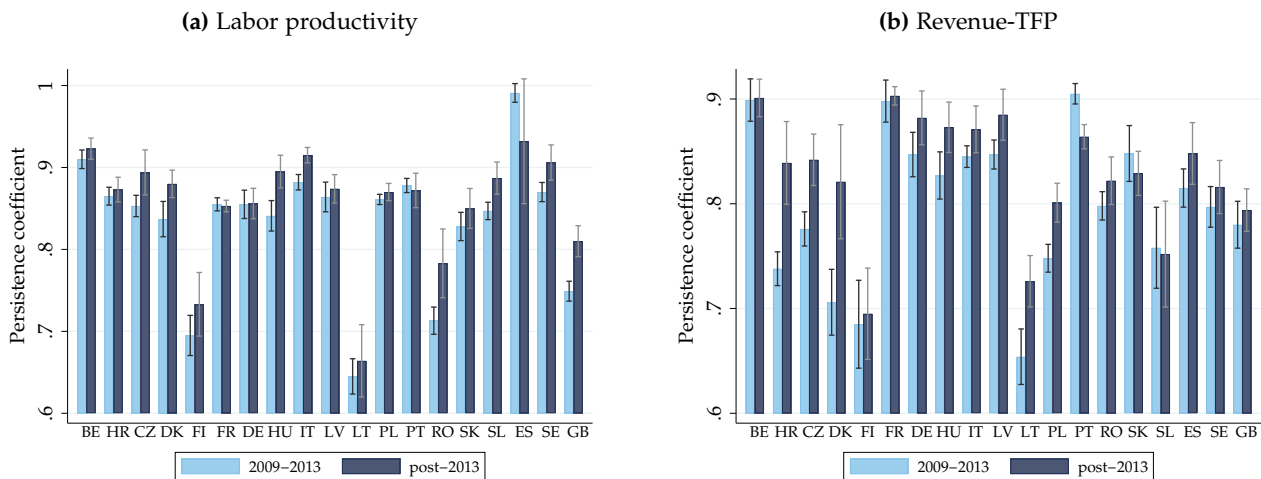 (a) Labor productivity
Persistence coefficient
1
.9
.8
.7
.6
BE HR CZ DK FI FR DE HU IT LV LT PL PT RO SK SL ES SE GB
2009−2013 post−2013
(b) Revenue-TFP
Persistence coefficient
.9
.8
.7
.6
BE HR CZ DK FI FR DE HU IT LV LT PL PT RO SK SL ES SE GB
2009−2013 post−2013